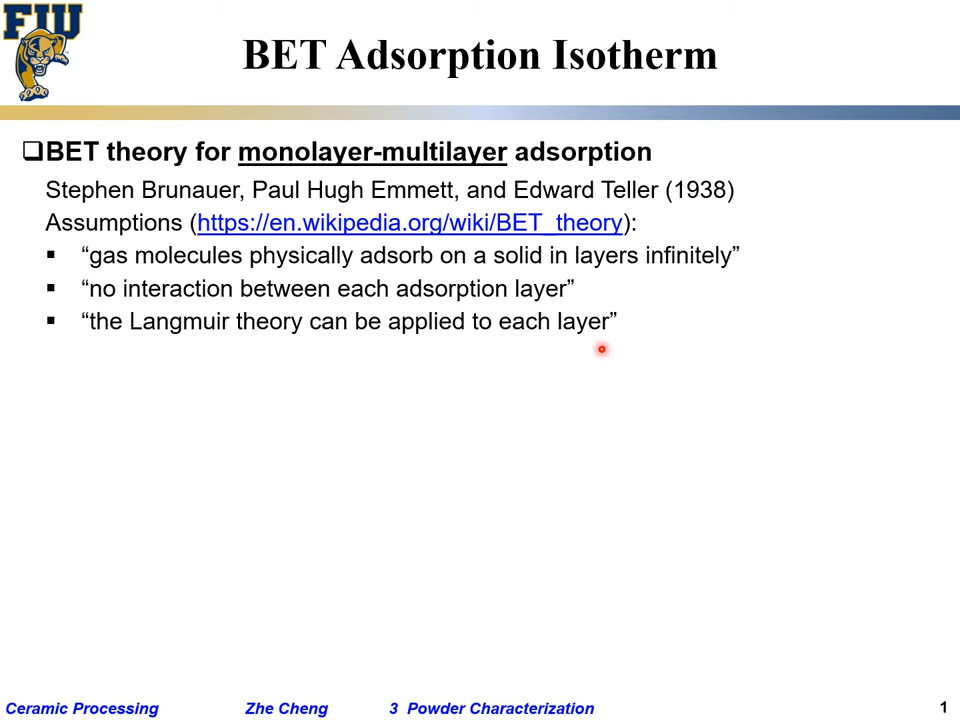 FIU
BET Adsorption Isotherm
BET theory for monolayer-multilayer adsorption
Stephen Brunauer, Paul Hugh Emmett, and Edward Teller (1938)
Assumptions (https://en.wikipedia.org/wiki/BET_theory):
▪ “gas molecules physically adsorb on a solid in layers infinitely”
▪ “no interaction between each adsorption layer”
▪ “the Langmuir theory can be applied to each layer”
Ceramic Processing Zhe Cheng 3 Powder Characterization 1